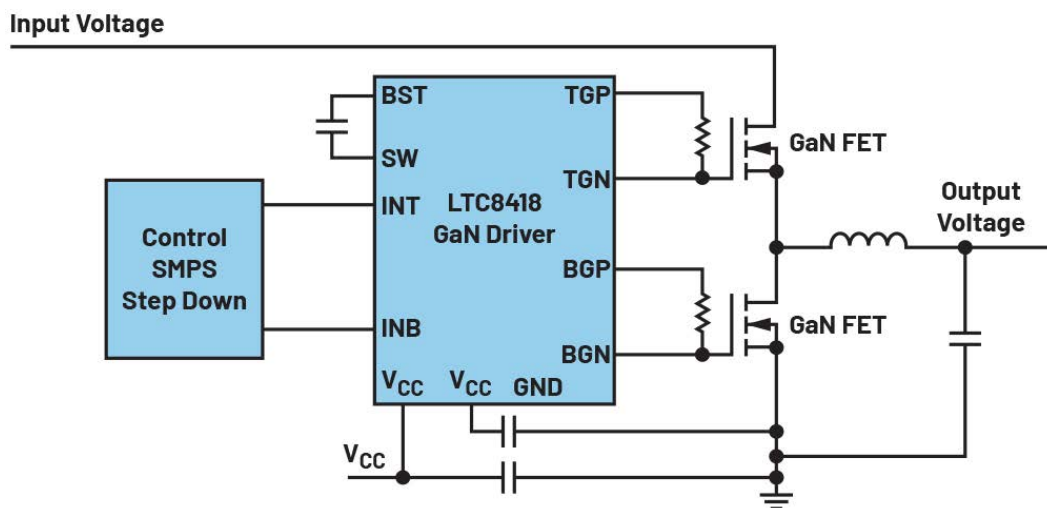 Input Voltage
BST
TGP
GaN FET
SW
TGN
INT
LTC8418
GaN Driver
Output
Voltage
Control
SMPS
Step Down
BGP
GaN FET
INB
BGN
VCC
VCC
GND
VCC